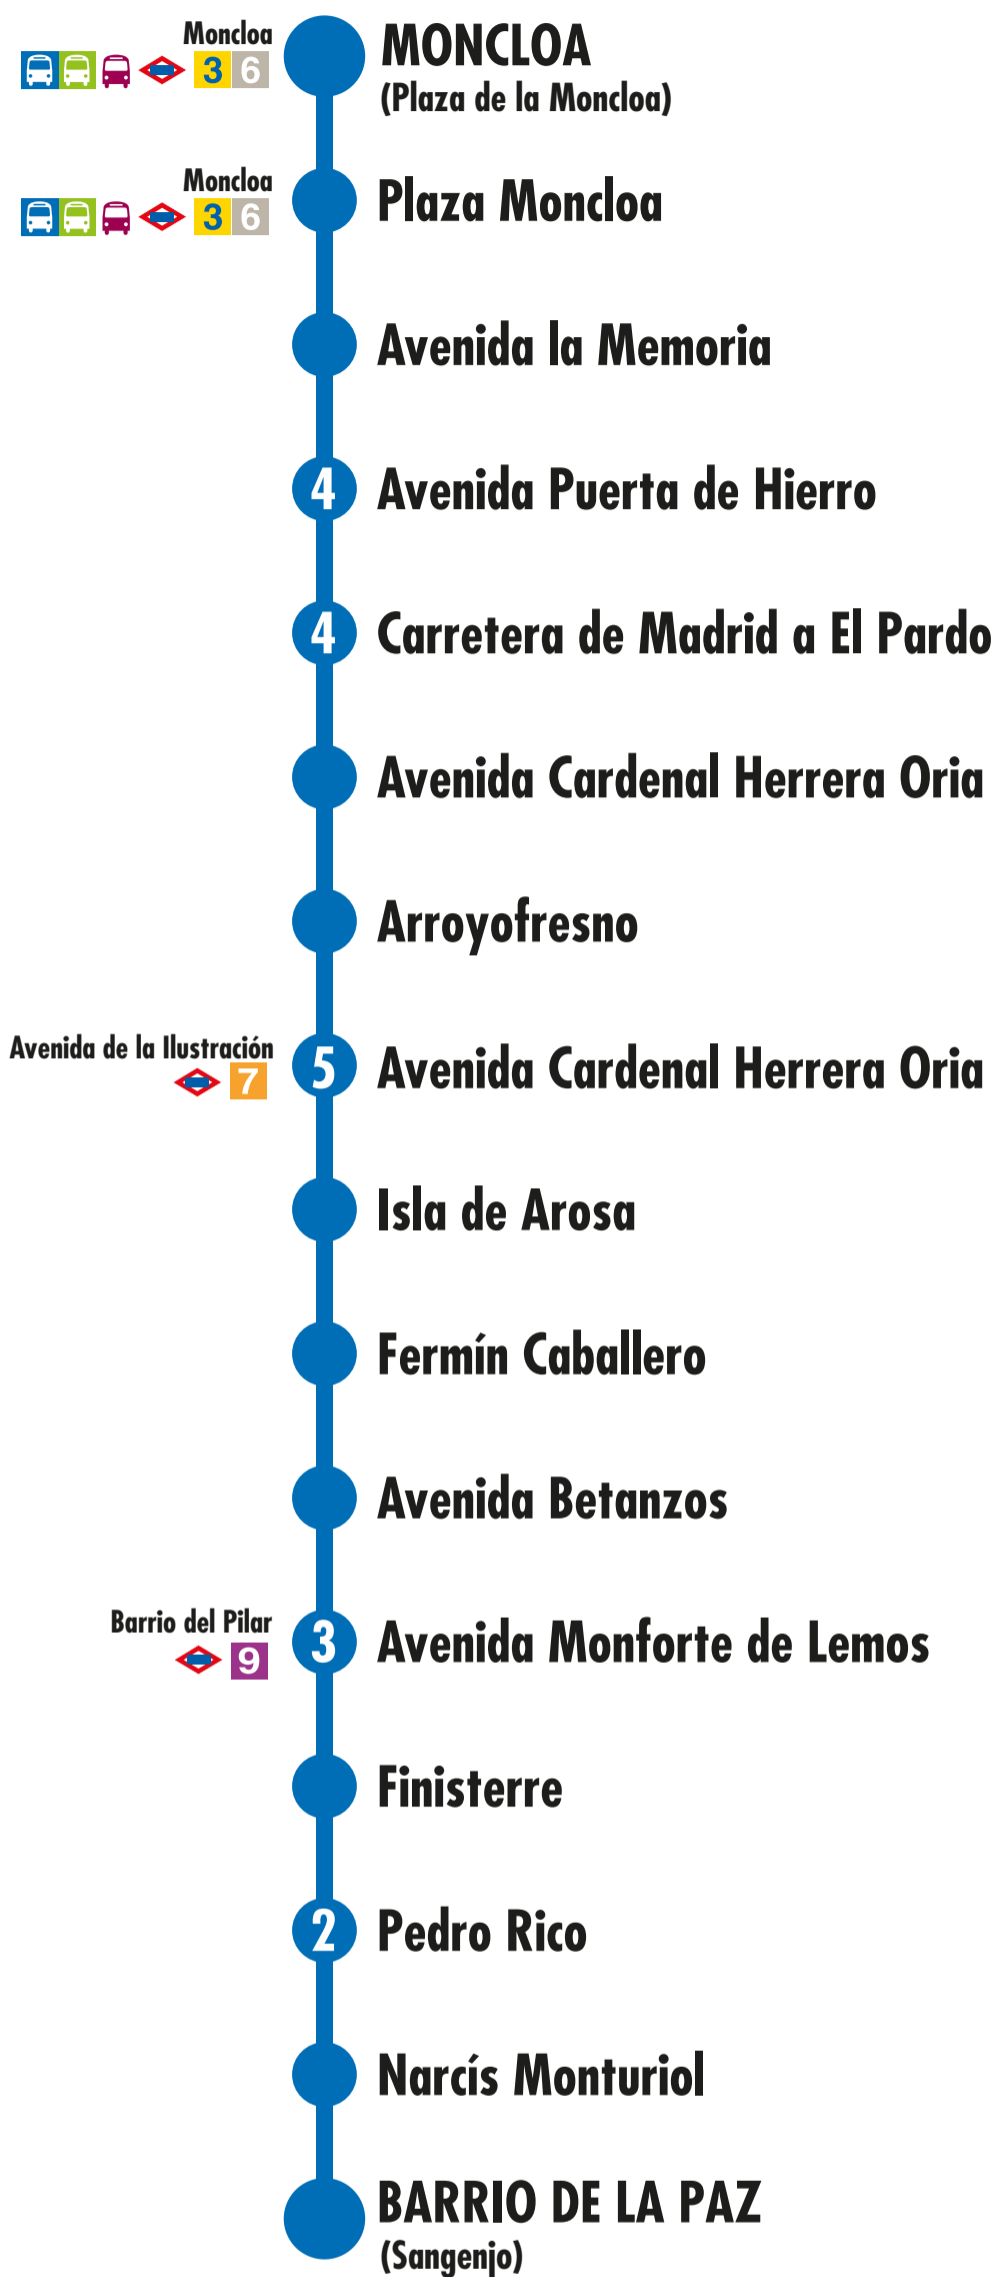 Moncloa
3 6
MONCLOA
(Plaza de la Moncloa)
Moncloa
3 6
Plaza Moncloa
Avenida la Memoria
4 Avenida Puerta de Hierro
4 Carretera de Madrid a El Pardo
Avenida Cardenal Herrera Oria
Arroyofresno
Avenida de la Ilustración
7
5 Avenida Cardenal Herrera Oria
Isla de Arosa
Fermín Caballero
Avenida Betanzos
Barrio del Pilar
9
3 Avenida Monforte de Lemos
Finisterre
2 Pedro Rico
Narcís Monturiol
BARRIO DE LA PAZ
(Sangenjo)